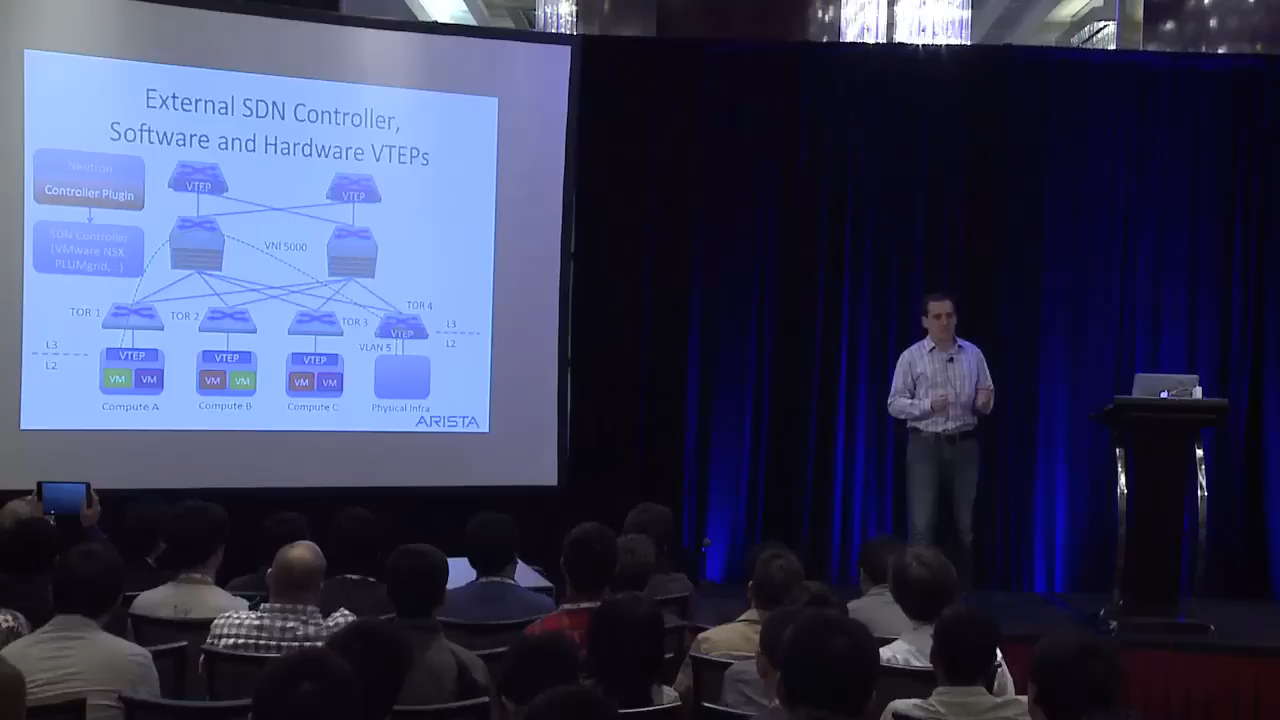 External SDN Controller,
Software and Hardware VTEPs
Neutron
Controller Plugin
SDN Controller
(VMware NSX
PLUMgrid,...)
VTEP
VTEP
VNI 5000
TOR 1
TOR 2
TOR 3
TOR 4
VTEP
L3
L2
L3
L2
VLAN 5
VTEP
VM
VM
VTEP
VM
VM
VTEP
VM
VM
Compute A
Compute B
Compute C
Physical Infra
ARISTA